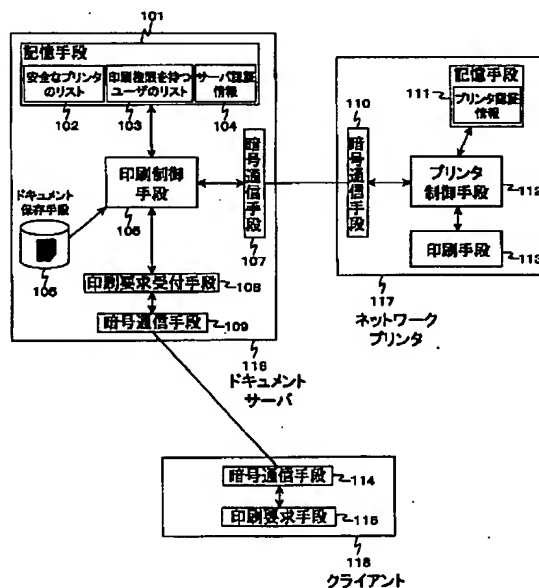 101
記憶手段
安全なプリンタ
のリスト
印刷権限を持つ
ユーザのリスト
サーバ認証
情報
102
103
104
印刷制御
手段
106
暗号通信手段
107
ドキュメント
保存手段
105
印刷要求受付手段
108
暗号通信手段
109
116
ドキュメント
サーバ
110
暗号通信手段
記憶手段
111
プリンタ認証
情報
プリンタ
制御手段
112
印刷手段
113
117
ネットワーク
プリンタ
暗号通信手段
114
印刷要求手段
115
118
クライアント